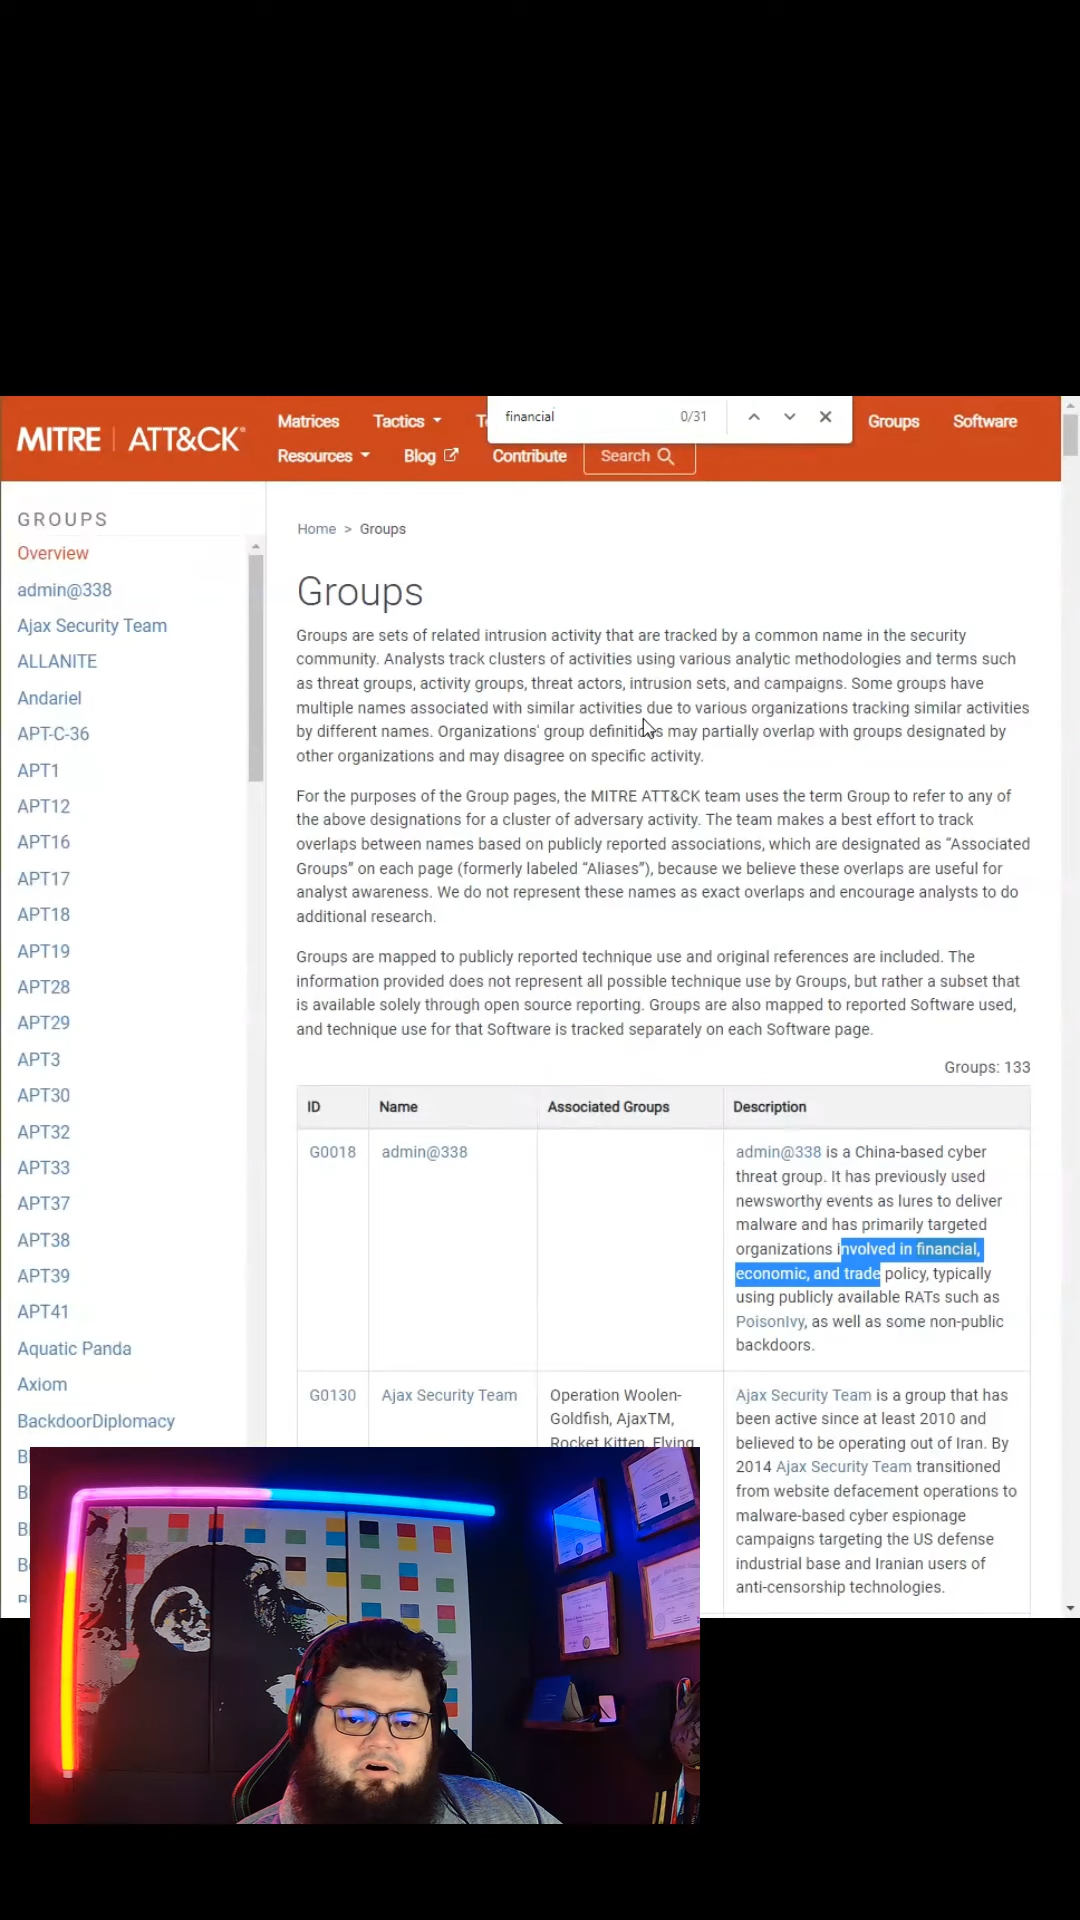 MITRE | ATT&CK®
Matrices
Tactics
financial
0/31
Groups
Software
Resources
Blog
Contribute
Search
GROUPS
Overview
admin@338
Ajax Security Team
ALLANITE
Andariel
APT-C-36
APT1
APT12
APT16
APT17
APT18
APT19
APT28
APT29
APT3
APT30
APT32
APT33
APT37
APT38
APT39
APT41
Aquatic Panda
Axiom
BackdoorDiplomacy
Home > Groups
Groups
Groups are sets of related intrusion activity that are tracked by a common name in the security
community. Analysts track clusters of activities using various analytic methodologies and terms such
as threat groups, activity groups, threat actors, intrusion sets, and campaigns. Some groups have
multiple names associated with similar activities due to various organizations tracking similar activities
by different names. Organizations' group definitions may partially overlap with groups designated by
other organizations and may disagree on specific activity.
For the purposes of the Group pages, the MITRE ATT&CK team uses the term Group to refer to any of
the above designations for a cluster of adversary activity. The team makes a best effort to track
overlaps between names based on publicly reported associations, which are designated as “Associated
Groups” on each page (formerly labeled “Aliases”), because we believe these overlaps are useful for
analyst awareness. We do not represent these names as exact overlaps and encourage analysts to do
additional research.
Groups are mapped to publicly reported technique use and original references are included. The
information provided does not represent all possible technique use by Groups, but rather a subset that
is available solely through open source reporting. Groups are also mapped to reported Software used,
and technique use for that Software is tracked separately on each Software page.
Groups: 133
ID
Name
Associated Groups
Description
G0018
admin@338
admin@338 is a China-based cyber
threat group. It has previously used
newsworthy events as lures to deliver
malware and has primarily targeted
organizations involved in financial,
economic, and trade policy, typically
using publicly available RATs such as
PoisonIvy, as well as some non-public
backdoors.
G0130
Ajax Security Team
Operation Woolen-
Goldfish, AjaxTM,
Rocket Kitten, Flying
Ajax Security Team is a group that has
been active since at least 2010 and
believed to be operating out of Iran. By
2014 Ajax Security Team transitioned
from website defacement operations to
malware-based cyber espionage
campaigns targeting the US defense
industrial base and Iranian users of
anti-censorship technologies.